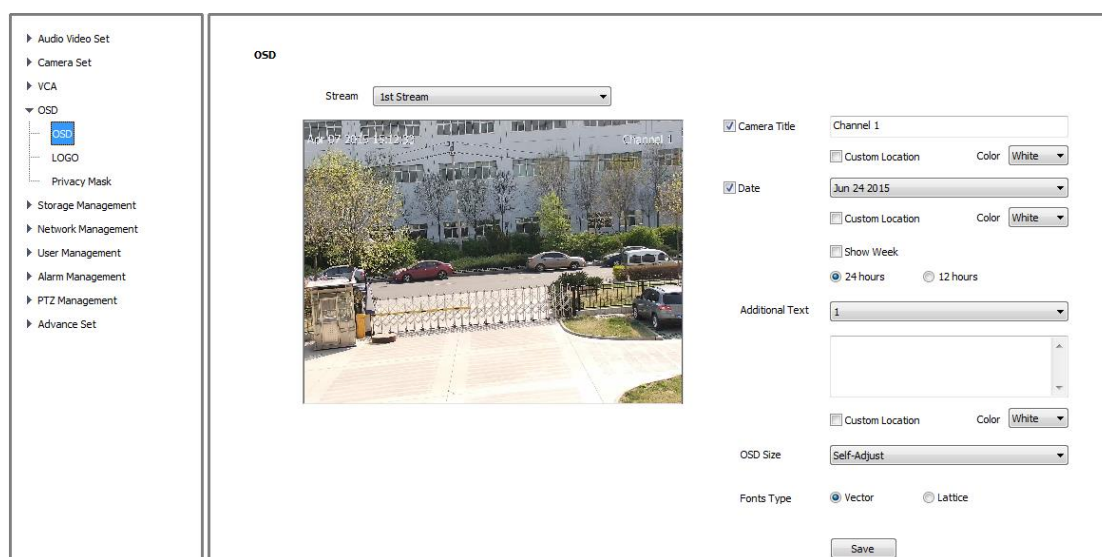 Audio Video Set
Camera Set
VCA
OSD
OSD
LOGO
Privacy Mask
Storage Management
Network Management
User Management
Alarm Management
PTZ Management
Advance Set
OSD
Stream 1st Stream
Channel 1
Camera Title Channel 1
Custom Location Color White
Date Jun 24 2015
Custom Location Color White
Show Week
24 hours 12 hours
Additional Text 1
Custom Location Color White
OSD Size Self-Adjust
Fonts Type Vector Lattice
Save